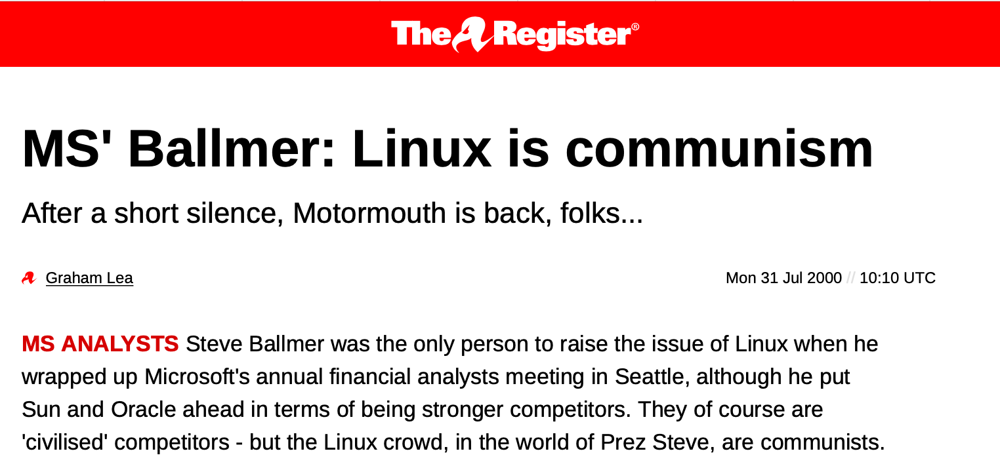 The Register®
MS' Ballmer: Linux is communism
After a short silence, Motormouth is back, folks...
Graham Lea
Mon 31 Jul 2000 // 10:10 UTC
MS ANALYSTS Steve Ballmer was the only person to raise the issue of Linux when he
wrapped up Microsoft's annual financial analysts meeting in Seattle, although he put
Sun and Oracle ahead in terms of being stronger competitors. They of course are
'civilised' competitors - but the Linux crowd, in the world of Prez Steve, are communists.